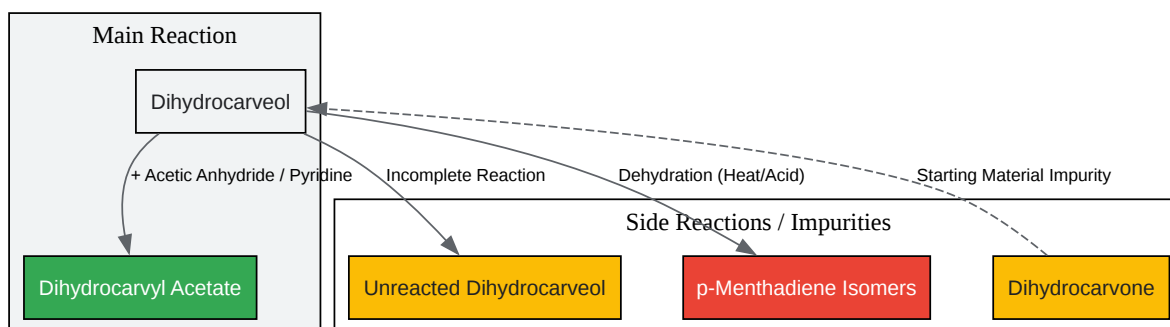 Main Reaction
Dihydrocarveol
+ Acetic Anhydride / Pyridine
Incomplete Reaction
Dehydration (Heat/Acid)
Starting Material Impurity
Side Reactions / Impurities
Dihydrocarvyl Acetate
Unreacted Dihydrocarveol
p-Menthadiene Isomers
Dihydrocarvone